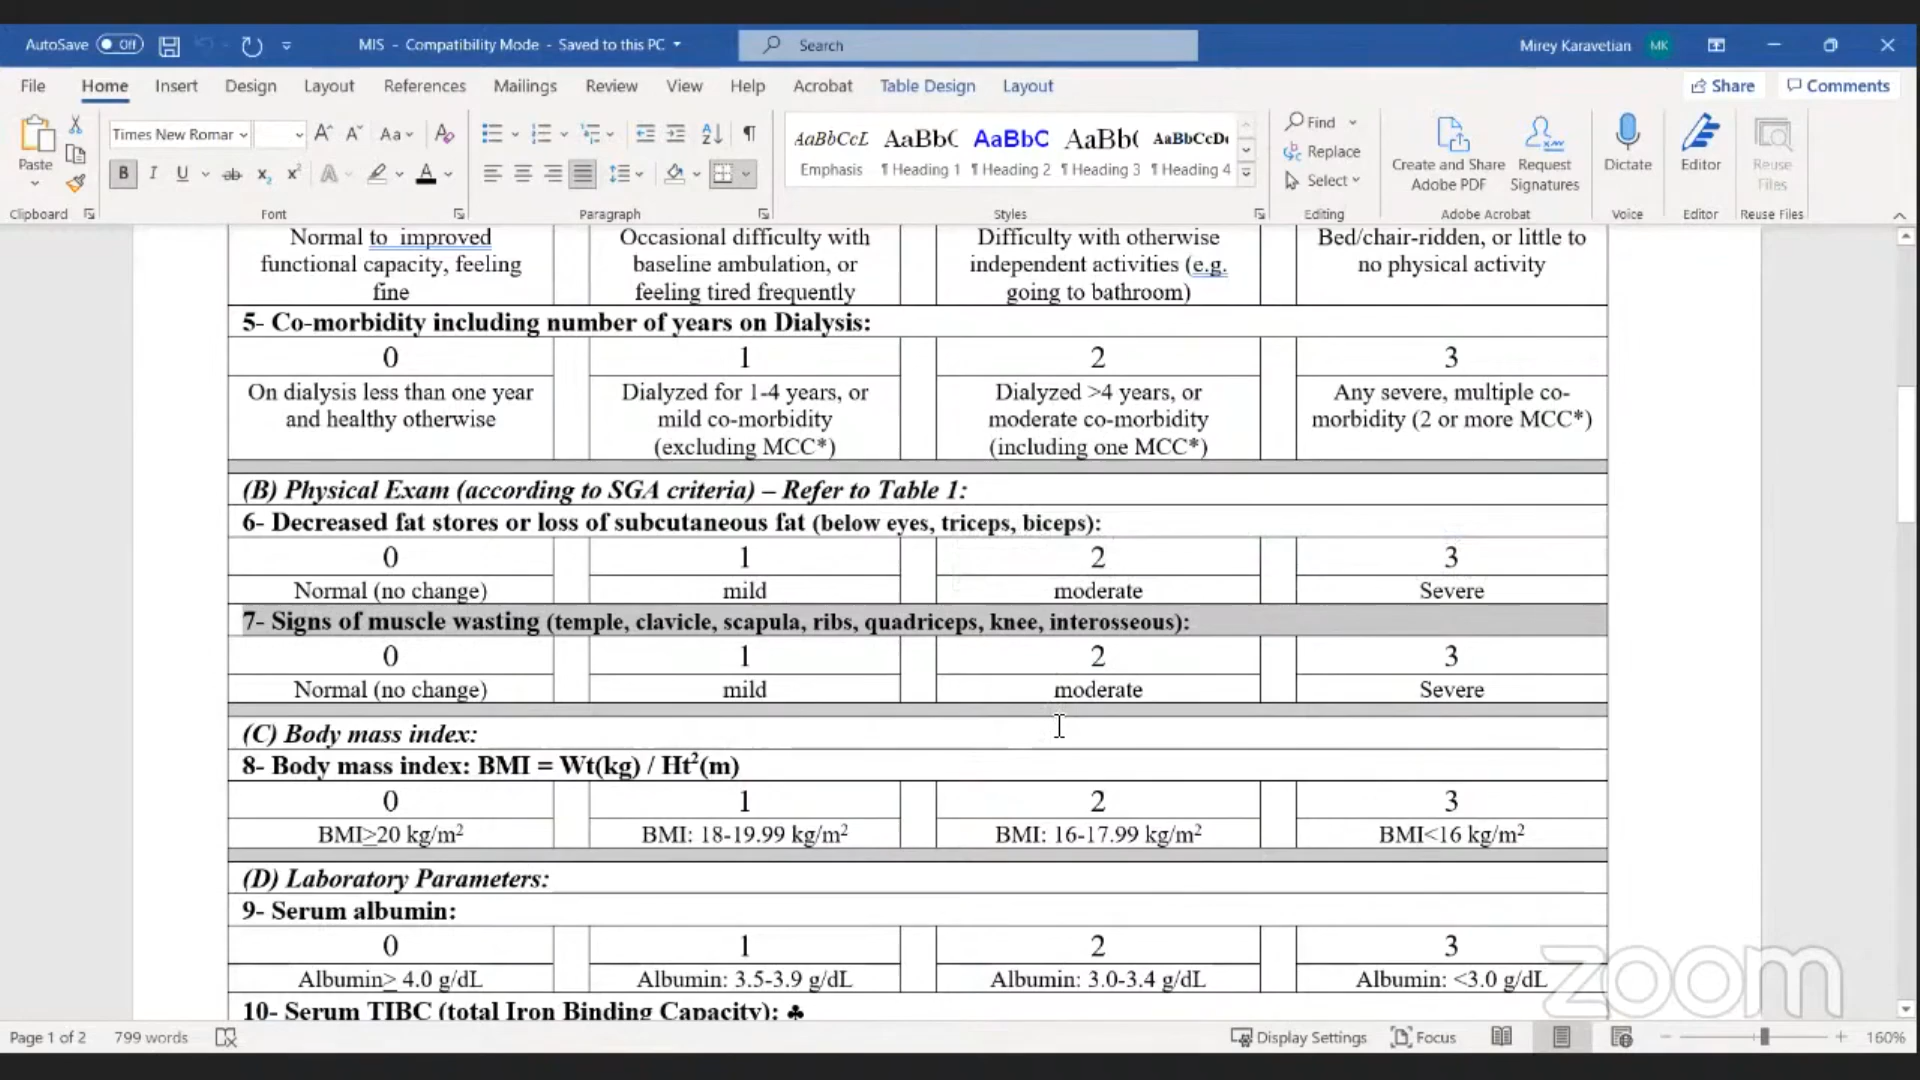 AutoSave Off MIS - Compatibility Mode - Saved to this PC Search Mirey Karavetian MK
File Home Insert Design Layout References Mailings Review View Help Acrobat Table Design Layout Share Comments
Paste
Clipboard
Times New Romar
Aa
B I U ab x₂ x² A A
Font
Paragraph
AaBbCcL AaBbC AaBbC AaBb( AaBbCcD
Emphasis ¶ Heading 1 ¶ Heading 2 ¶ Heading 3 ¶ Heading 4
Styles
Find
Replace
Select
Editing
Create and Share
Adobe PDF
Request
Signatures
Adobe Acrobat
Dictate
Voice
Editor
Editor
Reuse
Files
Reuse Files
Normal to improved
functional capacity, feeling
fine
Occasional difficulty with
baseline ambulation, or
feeling tired frequently
Difficulty with otherwise
independent activities (e.g.
going to bathroom)
Bed/chair-ridden, or little to
no physical activity
5- Co-morbidity including number of years on Dialysis:
0 1 2 3
On dialysis less than one year
and healthy otherwise
Dialyzed for 1-4 years, or
mild co-morbidity
(excluding MCC*)
Dialyzed >4 years, or
moderate co-morbidity
(including one MCC*)
Any severe, multiple co-
morbidity (2 or more MCC*)
(B) Physical Exam (according to SGA criteria) – Refer to Table 1:
6- Decreased fat stores or loss of subcutaneous fat (below eyes, triceps, biceps):
0 1 2 3
Normal (no change) mild moderate Severe
7- Signs of muscle wasting (temple, clavicle, scapula, ribs, quadriceps, knee, interosseous):
0 1 2 3
Normal (no change) mild moderate Severe
(C) Body mass index:
8- Body mass index: BMI = Wt(kg) / Ht²(m)
0 1 2 3
BMI≥20 kg/m² BMI: 18-19.99 kg/m² BMI: 16-17.99 kg/m² BMI<16 kg/m²
(D) Laboratory Parameters:
9- Serum albumin:
0 1 2 3
Albumin≥ 4.0 g/dL Albumin: 3.5-3.9 g/dL Albumin: 3.0-3.4 g/dL Albumin: <3.0 g/dL
10- Serum TIBC (total Iron Binding Capacity): ♣
zoom
Page 1 of 2 799 words Display Settings Focus 160%